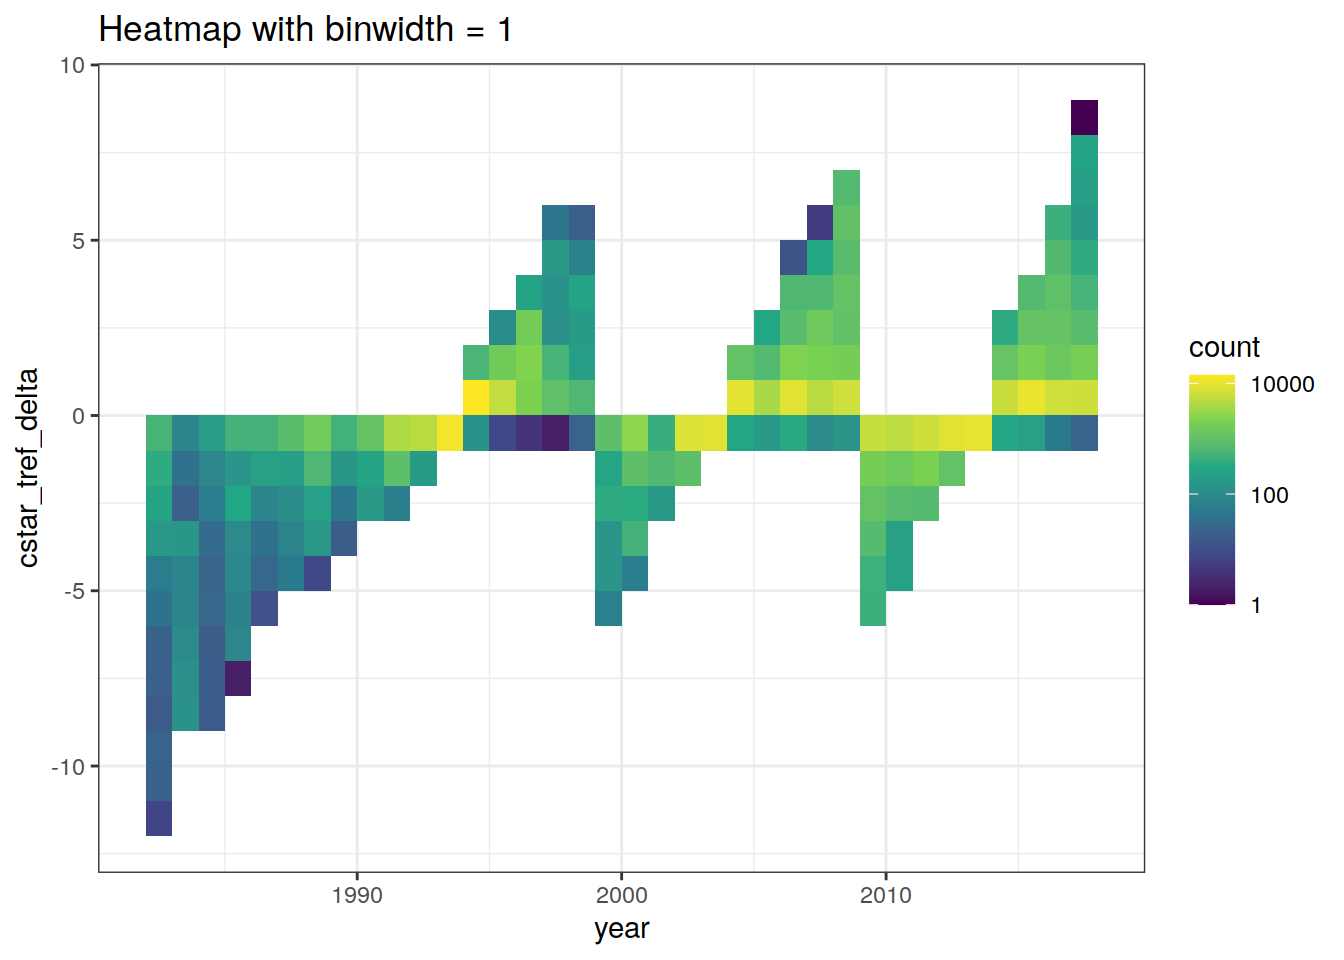 Heatmap with binwidth = 1
10
5
0
-5
-10
cstar_tref_delta
1990
2000
2010
year
count
10000
100
1